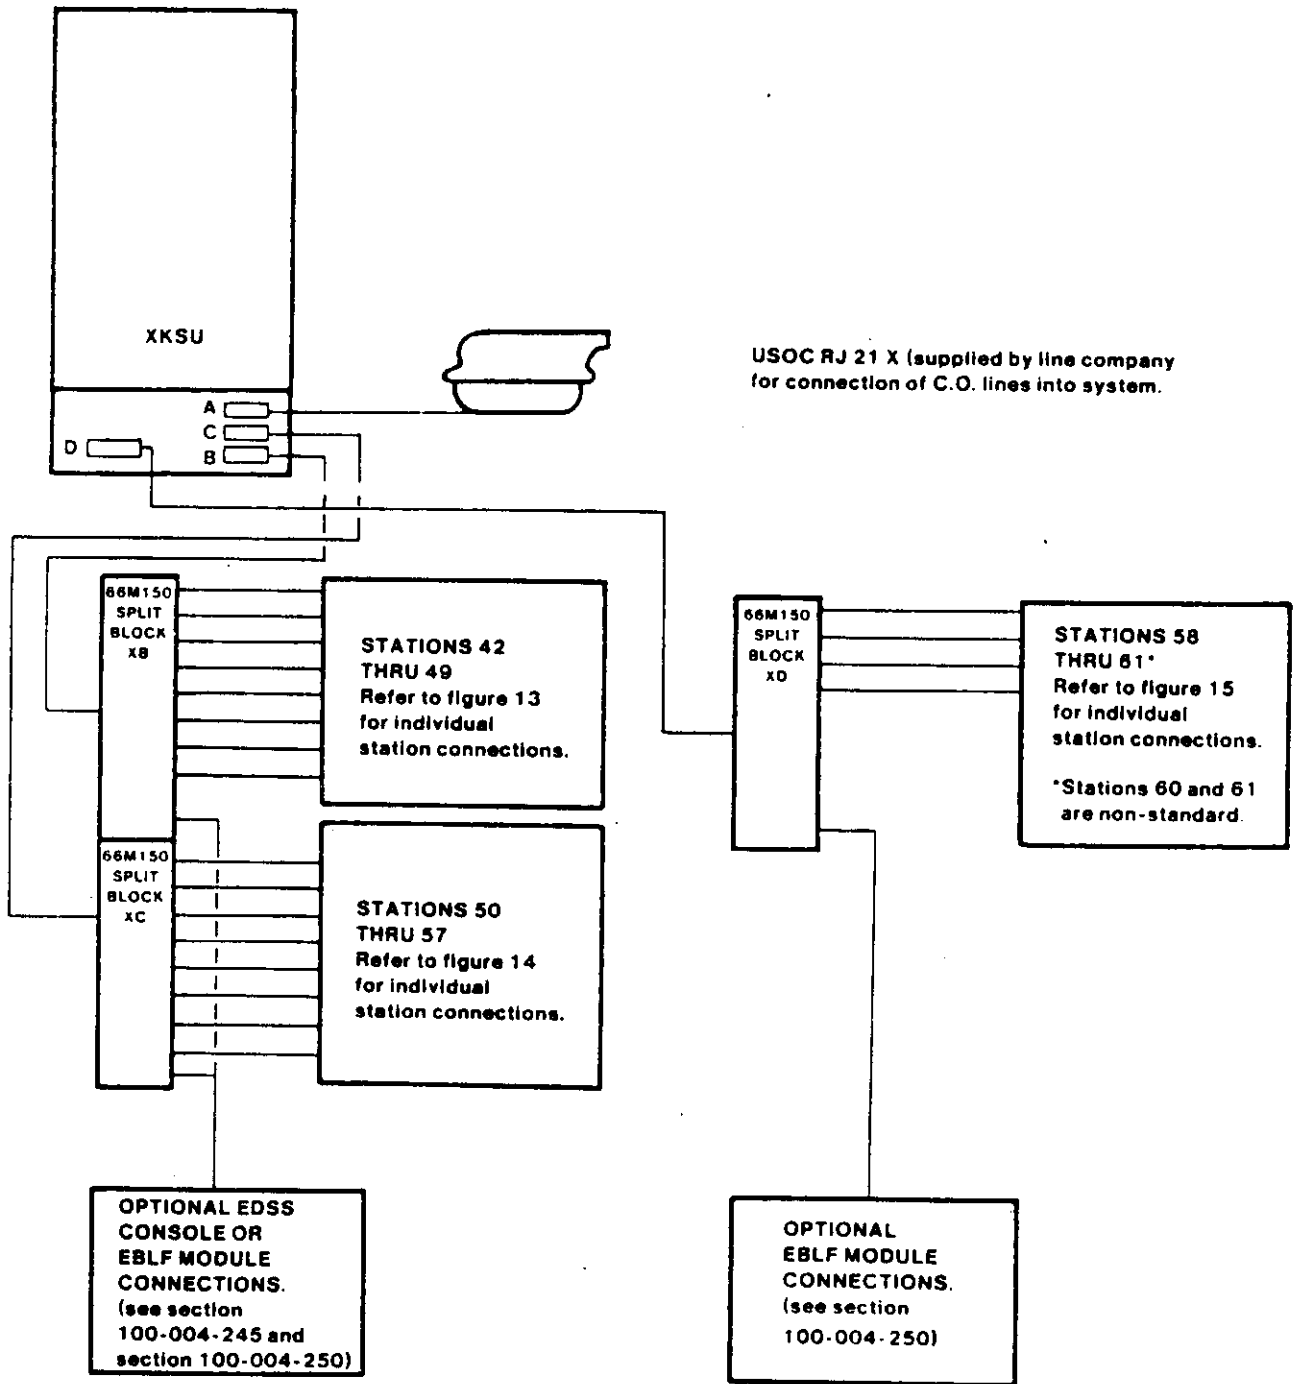 XKSU
A
C
D
B
USOC RJ 21 X (supplied by line company
for connection of C.O. lines into system.
66M150
SPLIT
BLOCK
XB
STATIONS 42
THRU 49
Refer to figure 13
for individual
station connections.
66M150
SPLIT
BLOCK
XD
STATIONS 58
THRU 61*
Refer to figure 15
for individual
station connections.
*Stations 60 and 61
are non-standard.
66M150
SPLIT
BLOCK
XC
STATIONS 50
THRU 57
Refer to figure 14
for individual
station connections.
OPTIONAL EDSS
CONSOLE OR
EBLF MODULE
CONNECTIONS.
(see section
100-004-245 and
section 100-004-250)
OPTIONAL
EBLF MODULE
CONNECTIONS.
(see section
100-004-250)